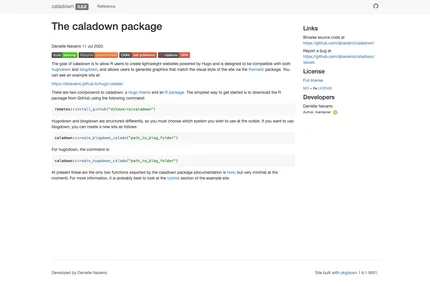 caladown 0.0.2 Reference
The caladown package
Danielle Navarro 11 Jul 2020
The goal of caladown is to allow R users to create lightweight websites powered by Hugo and is designed to be compatible with both
hugodown and blogdown, and allows users to generate graphics that match the visual style of the site via the thematic package. You
can see an example site at:
https://djnavarro.github.io/hugo-calade/
There are two components to caladown, a Hugo theme and an R package. The simplest way to get started is to download the R
package from GitHub using the following command:
remotes::install_github("djnavarro/caladown")
Hugodown and blogdown are structured differently, so you must choose which system you wish to use at the outset. If you want to use
blogdown, you can create a new site as follows:
caladown::create_blogdown_calade("path_to_blog_folder")
For hugodown, the command is:
caladown::create_hugodown_calade("path_to_blog_folder")
At present these are the only two functions exported by the caladown package (documentation is here, but very minimal at the
moment). For more information, it is probably best to look at the tutorial section of the example site.
Links
Browse source code at
https://github.com/djnavarro/caladown/
Report a bug at
https://github.com/djnavarro/caladown/
issues
License
Full license
MIT + file LICENSE
Developers
Danielle Navarro
Author, maintainer
Developed by Danielle Navarro.
Site built with pkgdown 1.6.1.9001.